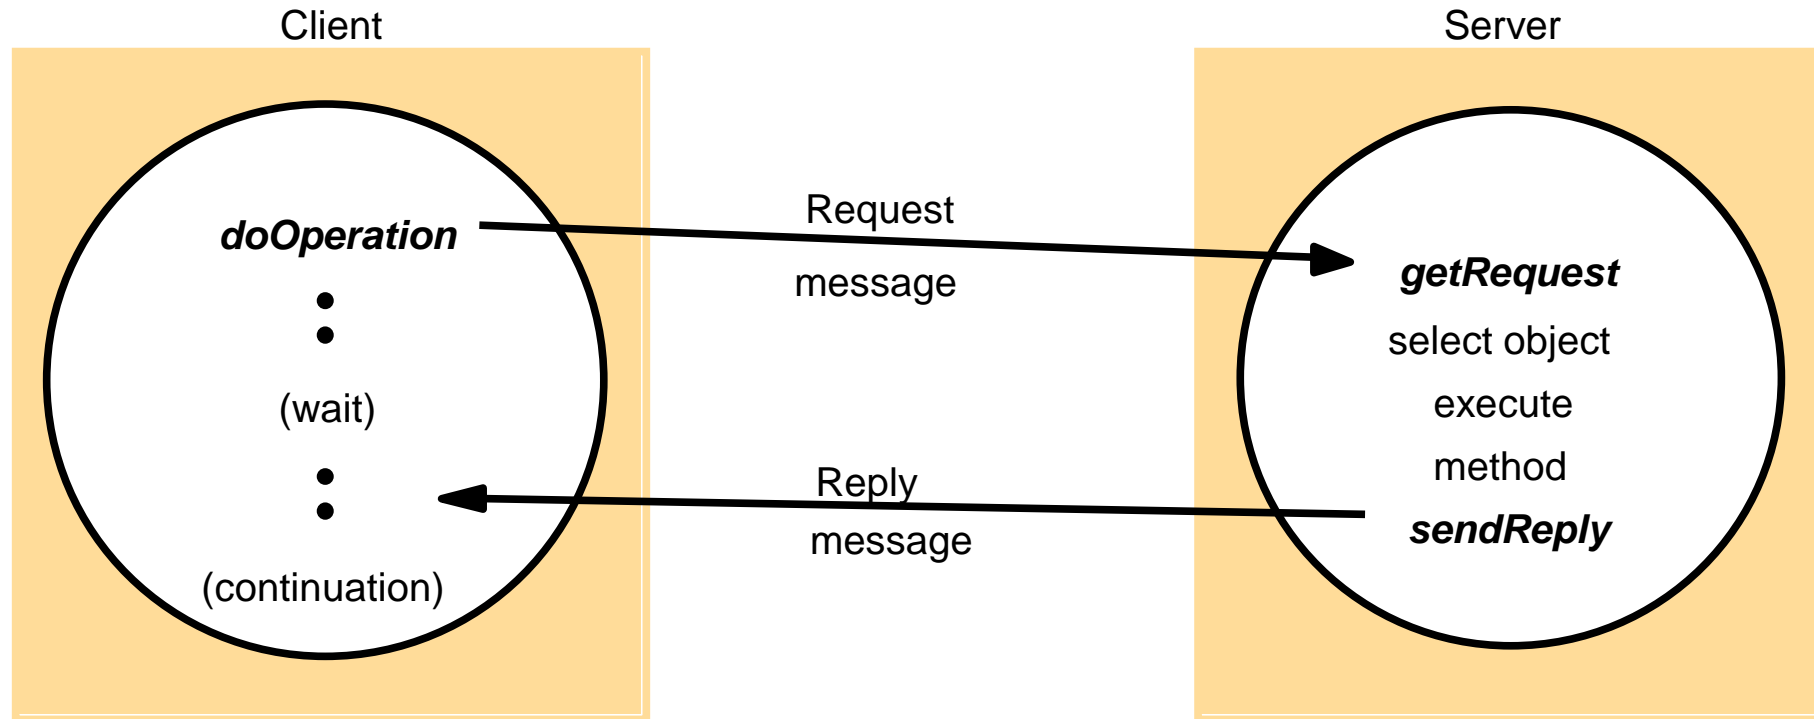 Client
Server
doOperation
(wait)
(continuation)
Request
message
Reply
message
getRequest
select object
execute
method
sendReply